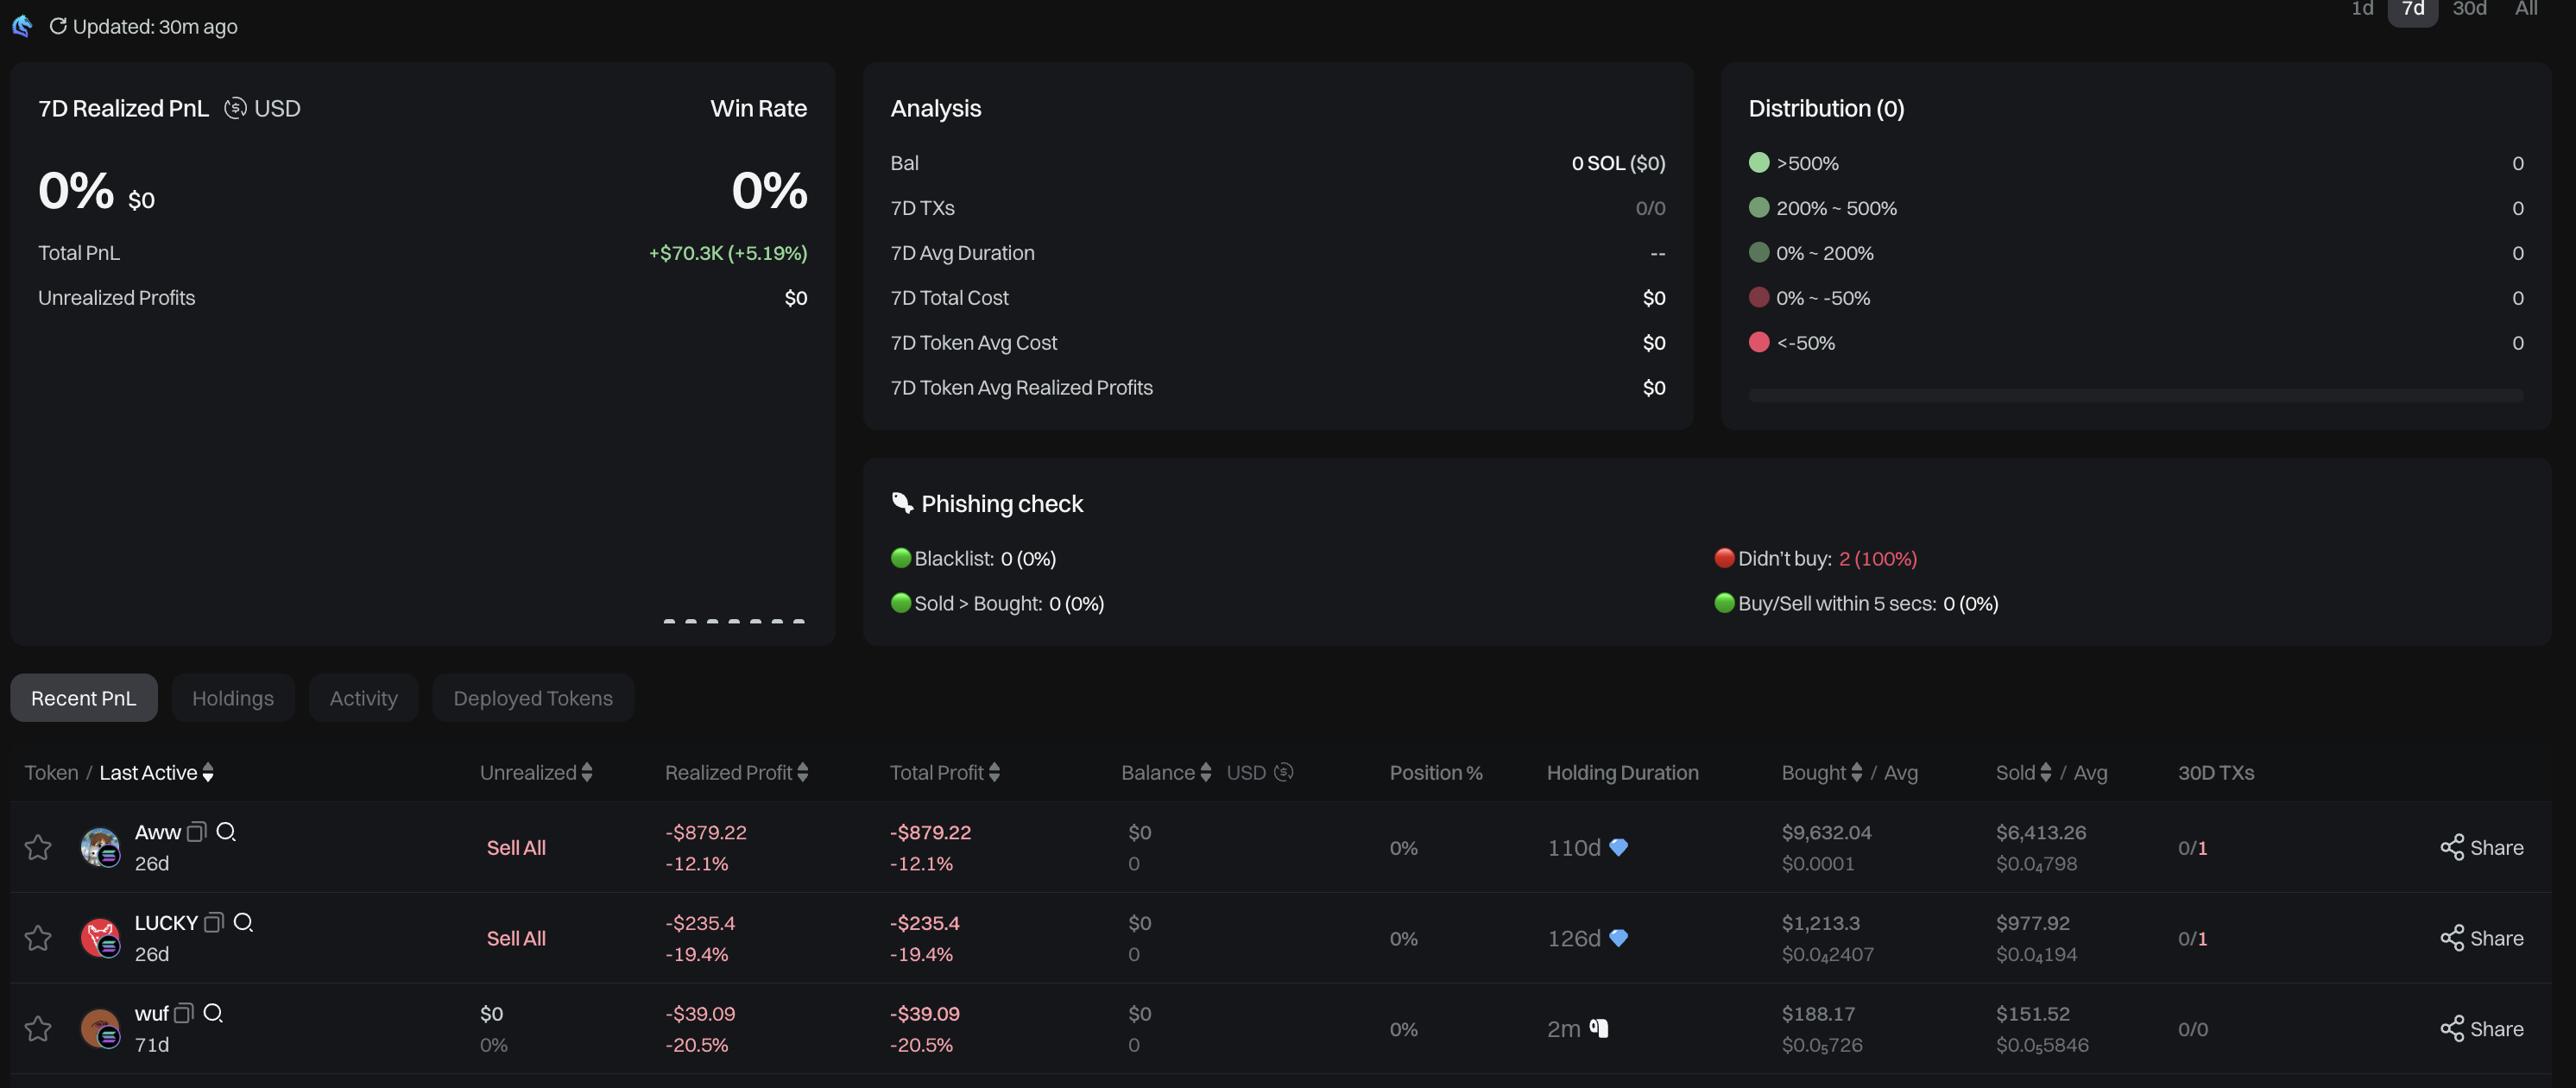 Updated: 30m ago
1d 7d 30d All
7D Realized PnL USD Win Rate
0% $0 0%
Total PnL +$70.3K (+5.19%)
Unrealized Profits $0
Analysis
Bal 0 SOL ($0)
7D TXs 0/0
7D Avg Duration --
7D Total Cost $0
7D Token Avg Cost $0
7D Token Avg Realized Profits $0
Distribution (0)
>500% 0
200% ~ 500% 0
0% ~ 200% 0
0% ~ -50% 0
<-50% 0
Phishing check
Blacklist: 0 (0%) Didn't buy: 2 (100%)
Sold > Bought: 0 (0%) Buy/Sell within 5 secs: 0 (0%)
Recent PnL Holdings Activity Deployed Tokens
Token / Last Active Unrealized Realized Profit Total Profit Balance USD Position % Holding Duration Bought / Avg Sold / Avg 30D TXs
Aww Sell All -$879.22 -$879.22 $0 0% 110d $9,632.04 $6,413.26 0/1 Share
26d -12.1% -12.1% 0 $0.0001 $0.0₄798
LUCKY Sell All -$235.4 -$235.4 $0 0% 126d $1,213.3 $977.92 0/1 Share
26d -19.4% -19.4% 0 $0.0₄2407 $0.0₄194
wuf $0 -$39.09 -$39.09 $0 0% 2m $188.17 $151.52 0/0 Share
71d 0% -20.5% -20.5% 0 $0.0₅726 $0.0₅5846